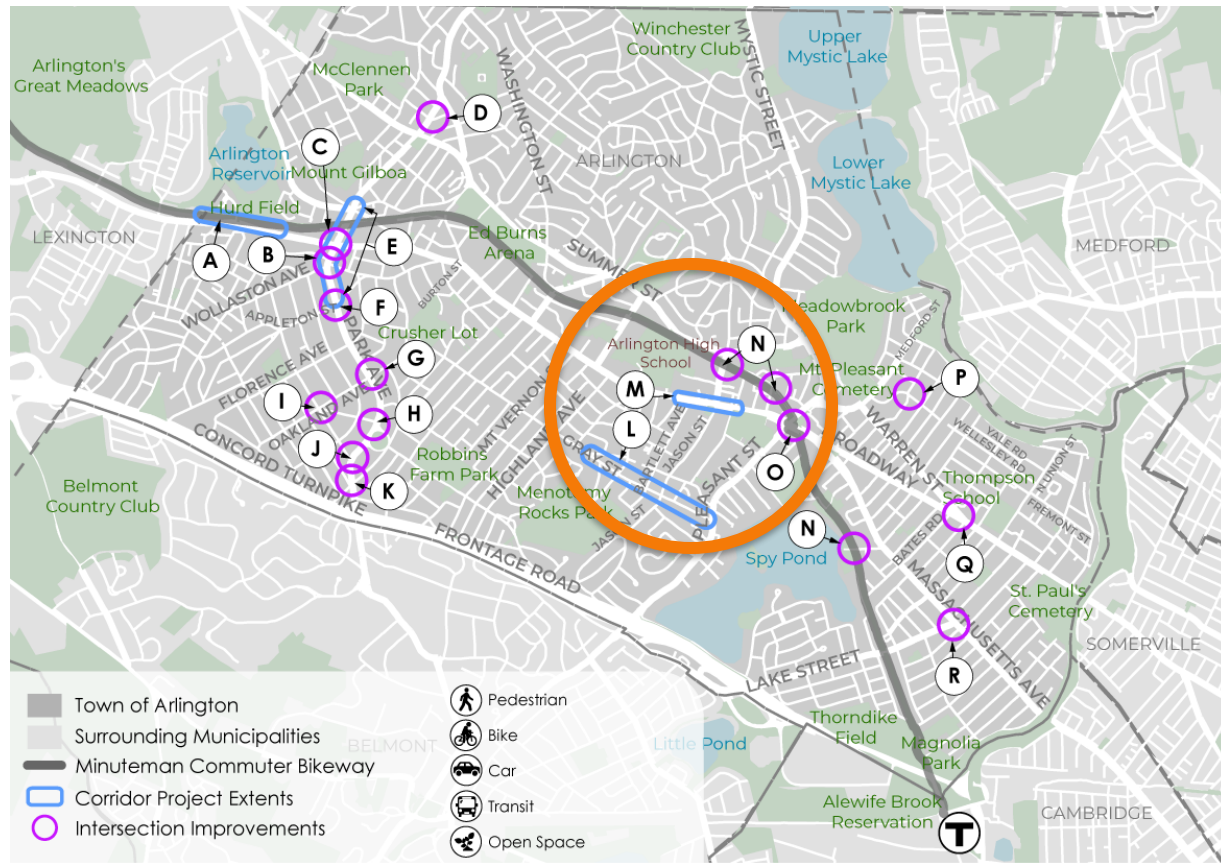 Winchester
Country Club
Upper
Mystic Lake
MYSTIC STREET
Arlington's
Great Meadows
McClennen
Park
WASHINGTON ST
D
C
Arlington
Reservoir
Mount Gilboa
ARLINGTON
Lower
Mystic Lake
Hurd Field
LEXINGTON
A
B
E
Ed Burns
Arena
SUMMER ST
MEDFORD
WOLLASTON AVE
APPLETON ST
F
BURTON ST
Crusher Lot
PARK AVE
Meadowbrook
Park
MEDFORD ST
Arlington High
School
N
Mt. Pleasant
Cemetery
P
FLORENCE AVE
G
M
I
OAKLAND AVE
H
L
MT VERNON S
HIGHLAND AVE
GRAY ST
BARTLETT AVE
JASON ST
PLEASANT ST
O
BROADWAY
WARREN ST
YALE RD
WELLESLEY RD
N UNION ST
FREMONT ST
J
K
CONCORD TURNPIKE
Robbins
Farm Park
Menotomy
Rocks Park
JASON ST
Thompson
School
Belmont
Country Club
FRONTAGE ROAD
N
Spy Pond
BATES RD
Q
MASSACHUSETTS AVE
St. Paul's
Cemetery
SOMERVILLE
R
LAKE STREET
Town of Arlington
Surrounding Municipalities
Minuteman Commuter Bikeway
Corridor Project Extents
Intersection Improvements
BELMONT
Pedestrian
Bike
Car
Transit
Open Space
Little Pond
Thorndike
Field
Magnolia
Park
Alewife Brook
Reservation
T
CAMBRIDGE